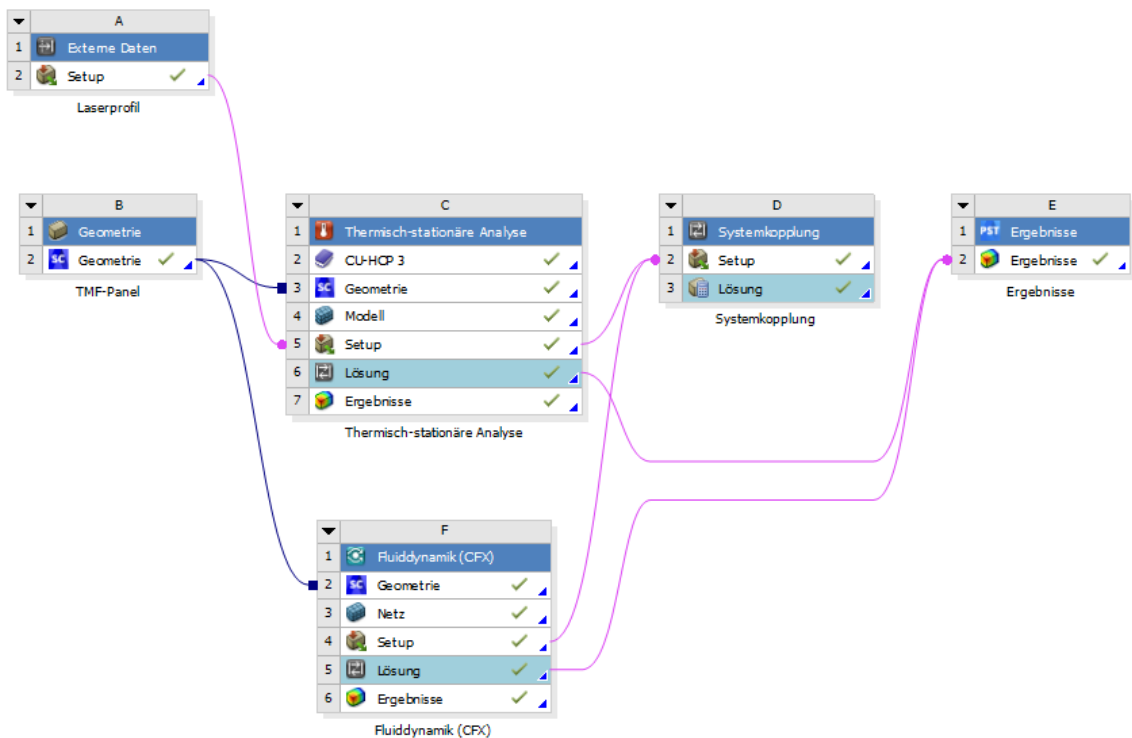 A
1 Externe Daten
2 Setup
Laserprofil
B
1 Geometrie
2 SC Geometrie
TMF-Panel
C
1 Thermisch-stationäre Analyse
2 CU-HCP 3
3 SC Geometrie
4 Modell
5 Setup
6 Lösung
7 Ergebnisse
Thermisch-stationäre Analyse
D
1 Systemkopplung
2 Setup
3 Lösung
Systemkopplung
E
1 PST Ergebnisse
2 Ergebnisse
Ergebnisse
F
1 Fluiddynamik (CFX)
2 SC Geometrie
3 Netz
4 Setup
5 Lösung
6 Ergebnisse
Fluiddynamik (CFX)